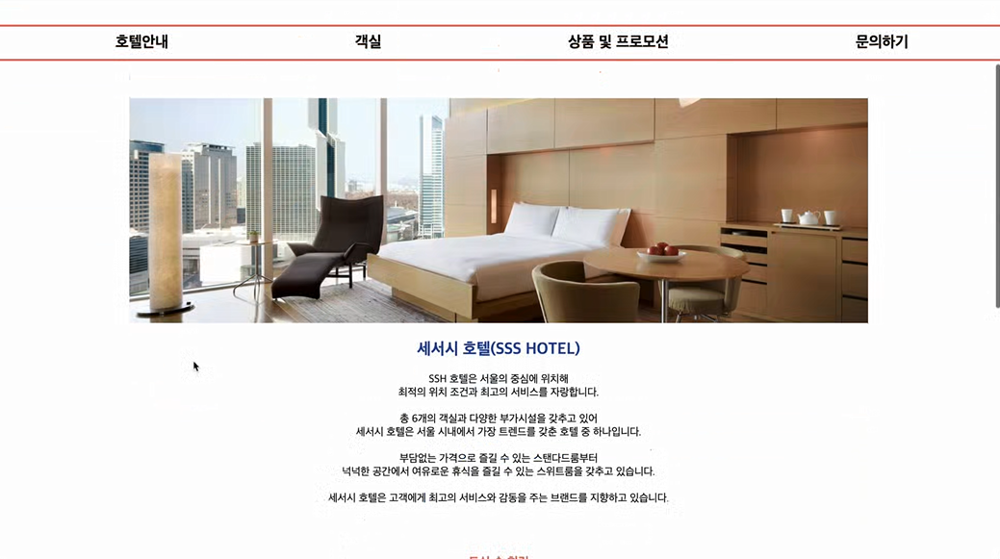 호텔안내 객실 상품 및 프로모션 문의하기
세서시 호텔(SSS HOTEL)
SSH 호텔은 서울의 중심에 위치해
최적의 위치 조건과 최고의 서비스를 자랑합니다.
총 6개의 객실과 다양한 부가시설을 갖추고 있어
세서시 호텔은 서울 시내에서 가장 트렌드를 갖춘 호텔 중 하나입니다.
부담없는 가격으로 즐길 수 있는 스탠다드룸부터
넉넉한 공간에서 여유로운 휴식을 즐길 수 있는 스위트룸을 갖추고 있습니다.
세서시 호텔은 고객에게 최고의 서비스와 감동을 주는 브랜드를 지향하고 있습니다.